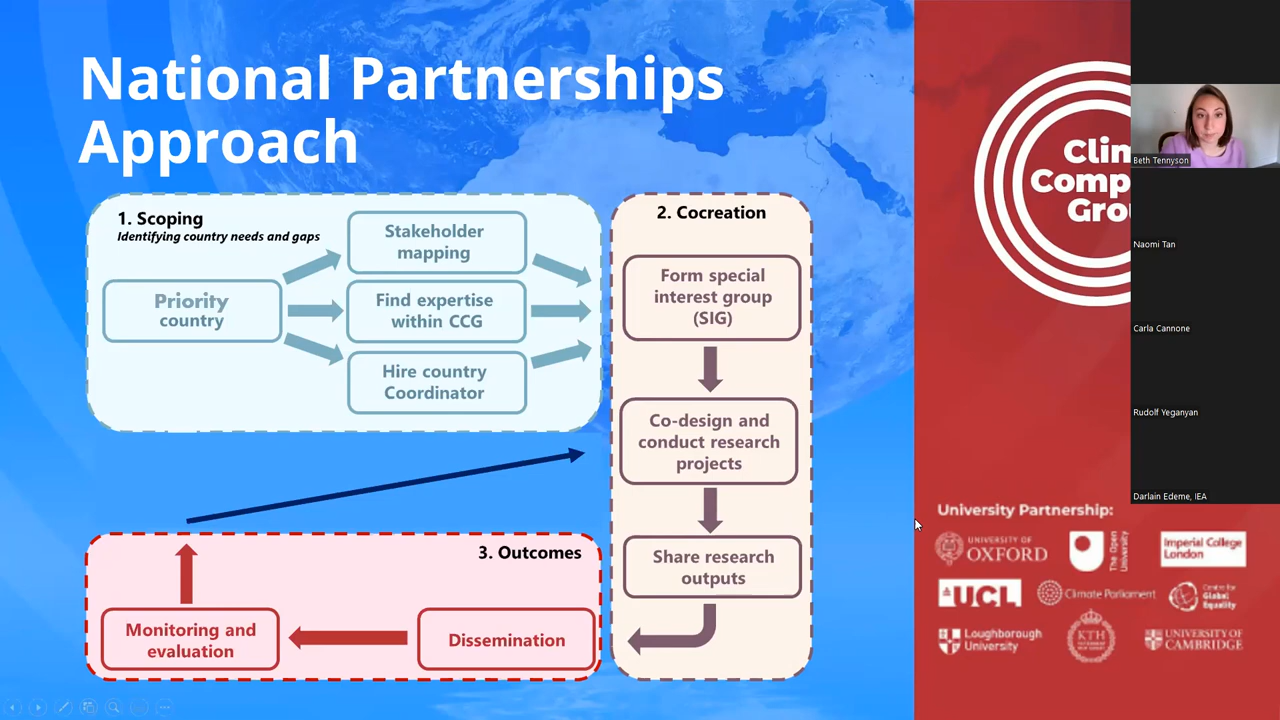 National Partnerships
Approach
1. Scoping
Identifying country needs and gaps
Priority
country
Stakeholder
mapping
Find expertise
within CCG
Hire country
Coordinator
2. Cocreation
Form special
interest group
(SIG)
Co-design and
conduct research
projects
Share research
outputs
3. Outcomes
Dissemination
Monitoring and
evaluation
Clim
Comp
Gro
Beth Tennyson
Naomi Tan
Carla Cannone
Rudolf Yeganyan
Darlain Edeme, IEA
University Partnership:
UNIVERSITY OF
OXFORD
The Open
University
Imperial College
London
UCL
Climate Parliament
Centre for
Global
Equality
Loughborough
University
KTH
UNIVERSITY OF
CAMBRIDGE